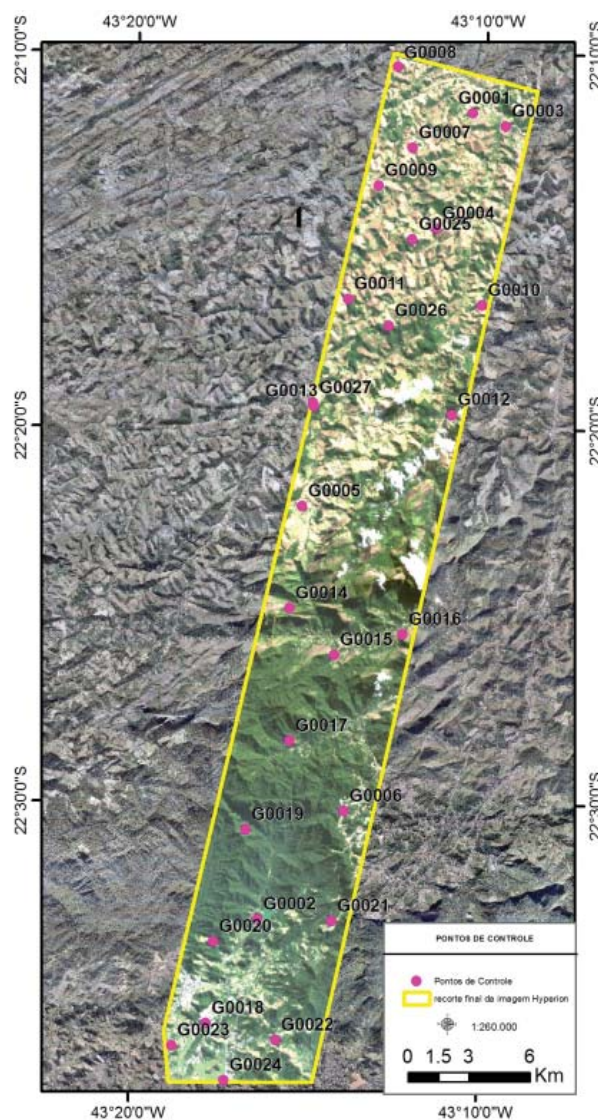 43°20'0"W
43°10'0"W
22°10'0"S
22°10'0"S
G0008
G0001
G0003
G0007
G0009
G0004
G0025
G0011
G0010
G0026
G0013
G0027
G0012
22°20'0"S
22°20'0"S
G0005
G0014
G0016
G0015
G0017
22°30'0"S
22°30'0"S
G0006
G0019
G0002
G0021
G0020
G0018
G0022
G0023
G0024
PONTOS DE CONTROLE
Pontos de Controle
recorte final da imagem Hyperion
1:260.000
0 1.5 3 6
Km
43°20'0"W
43°10'0"W